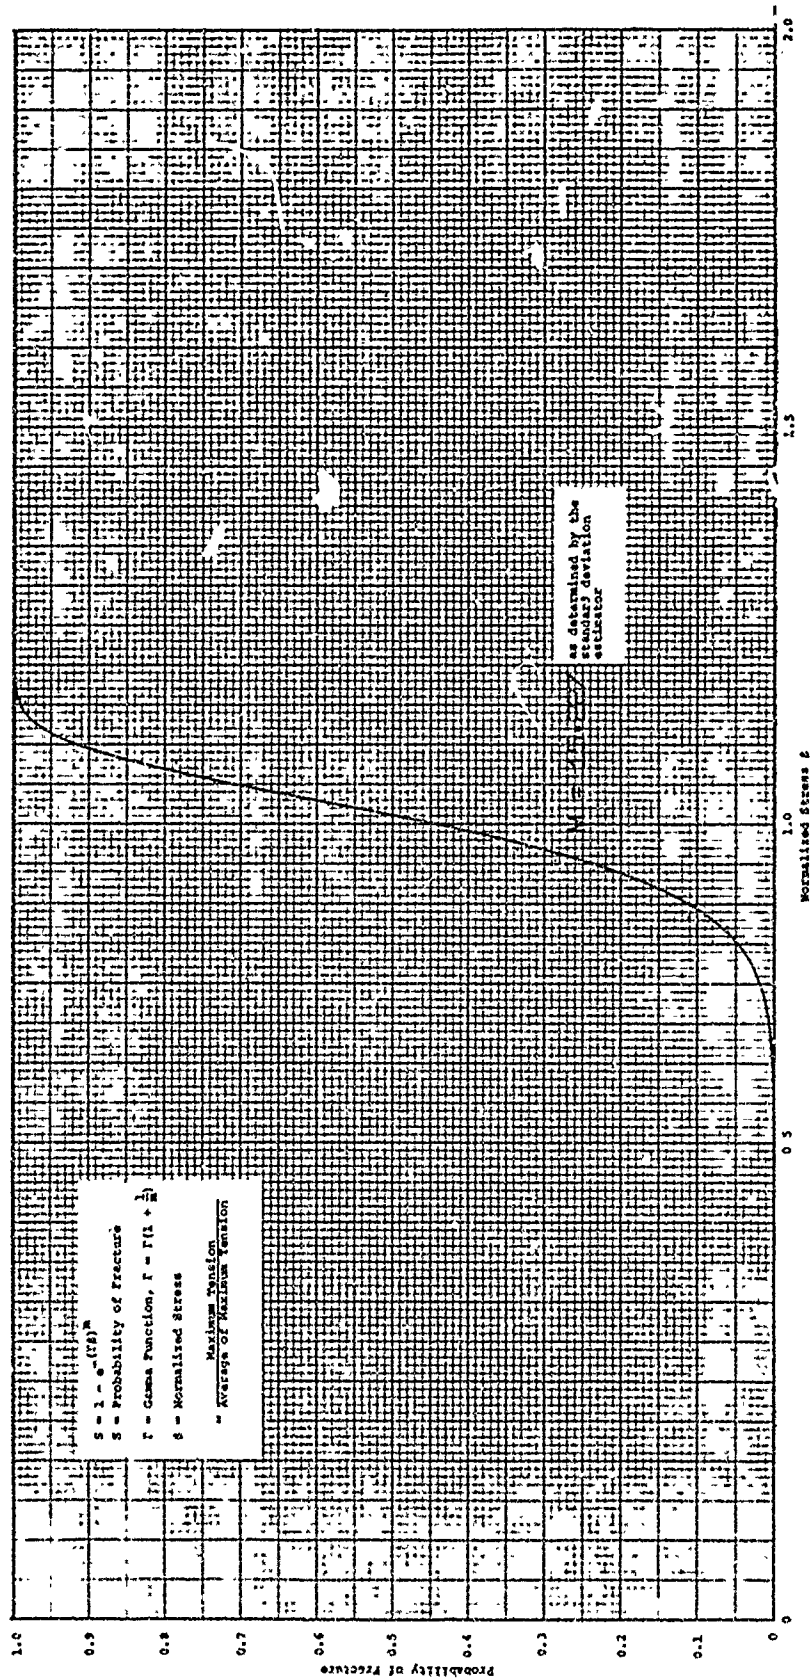 S = 1 - e^-(Γβ)^m
S = Probability of Fracture
Γ = Gamma Function, Γ = Γ(1 + 1/m)
β = Normalized Stress
= Maximum Tension
Average of Maximum Tension
as determined by the
standard deviation
estimator
Probability of Fracture
1.0
0.9
0.8
0.7
0.6
0.5
0.4
0.3
0.2
0.1
0
0.5
1.0
1.5
2.0
Normalized Stress β